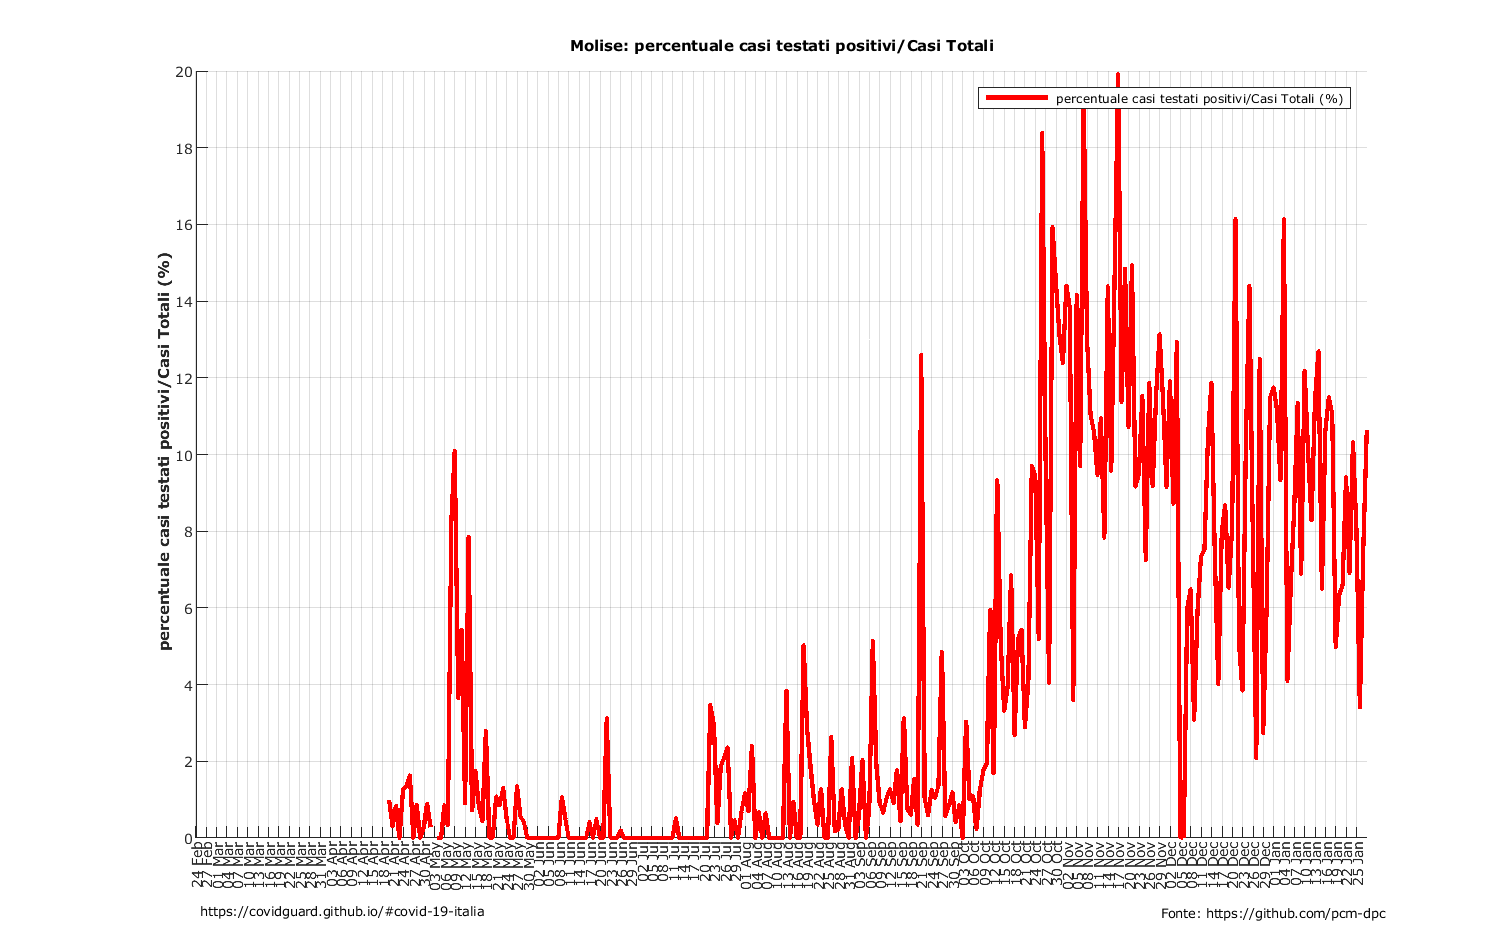 Molise: percentuale casi testati positivi/Casi Totali
percentuale casi testati positivi/Casi Totali (%)
percentuale casi testati positivi/Casi Totali (%)
20
18
16
14
12
10
8
6
4
2
0
24 Feb
27 Feb
01 Mar
04 Mar
07 Mar
10 Mar
13 Mar
16 Mar
19 Mar
22 Mar
25 Mar
28 Mar
31 Mar
03 Apr
06 Apr
09 Apr
12 Apr
15 Apr
18 Apr
21 Apr
24 Apr
27 Apr
30 Apr
03 May
06 May
09 May
12 May
15 May
18 May
21 May
24 May
27 May
30 May
02 Jun
05 Jun
08 Jun
11 Jun
14 Jun
17 Jun
20 Jun
23 Jun
26 Jun
29 Jun
02 Jul
05 Jul
08 Jul
11 Jul
14 Jul
17 Jul
20 Jul
23 Jul
26 Jul
29 Jul
01 Aug
04 Aug
07 Aug
10 Aug
13 Aug
16 Aug
19 Aug
22 Aug
25 Aug
28 Aug
31 Aug
03 Sep
06 Sep
09 Sep
12 Sep
15 Sep
18 Sep
21 Sep
24 Sep
27 Sep
30 Sep
03 Oct
06 Oct
09 Oct
12 Oct
15 Oct
18 Oct
21 Oct
24 Oct
27 Oct
30 Oct
02 Nov
05 Nov
08 Nov
11 Nov
14 Nov
17 Nov
20 Nov
23 Nov
26 Nov
29 Nov
02 Dec
05 Dec
08 Dec
11 Dec
14 Dec
17 Dec
20 Dec
23 Dec
26 Dec
29 Dec
01 Jan
04 Jan
07 Jan
10 Jan
13 Jan
16 Jan
19 Jan
22 Jan
25 Jan
https://covidguard.github.io/#covid-19-italia
Fonte: https://github.com/pcm-dpc